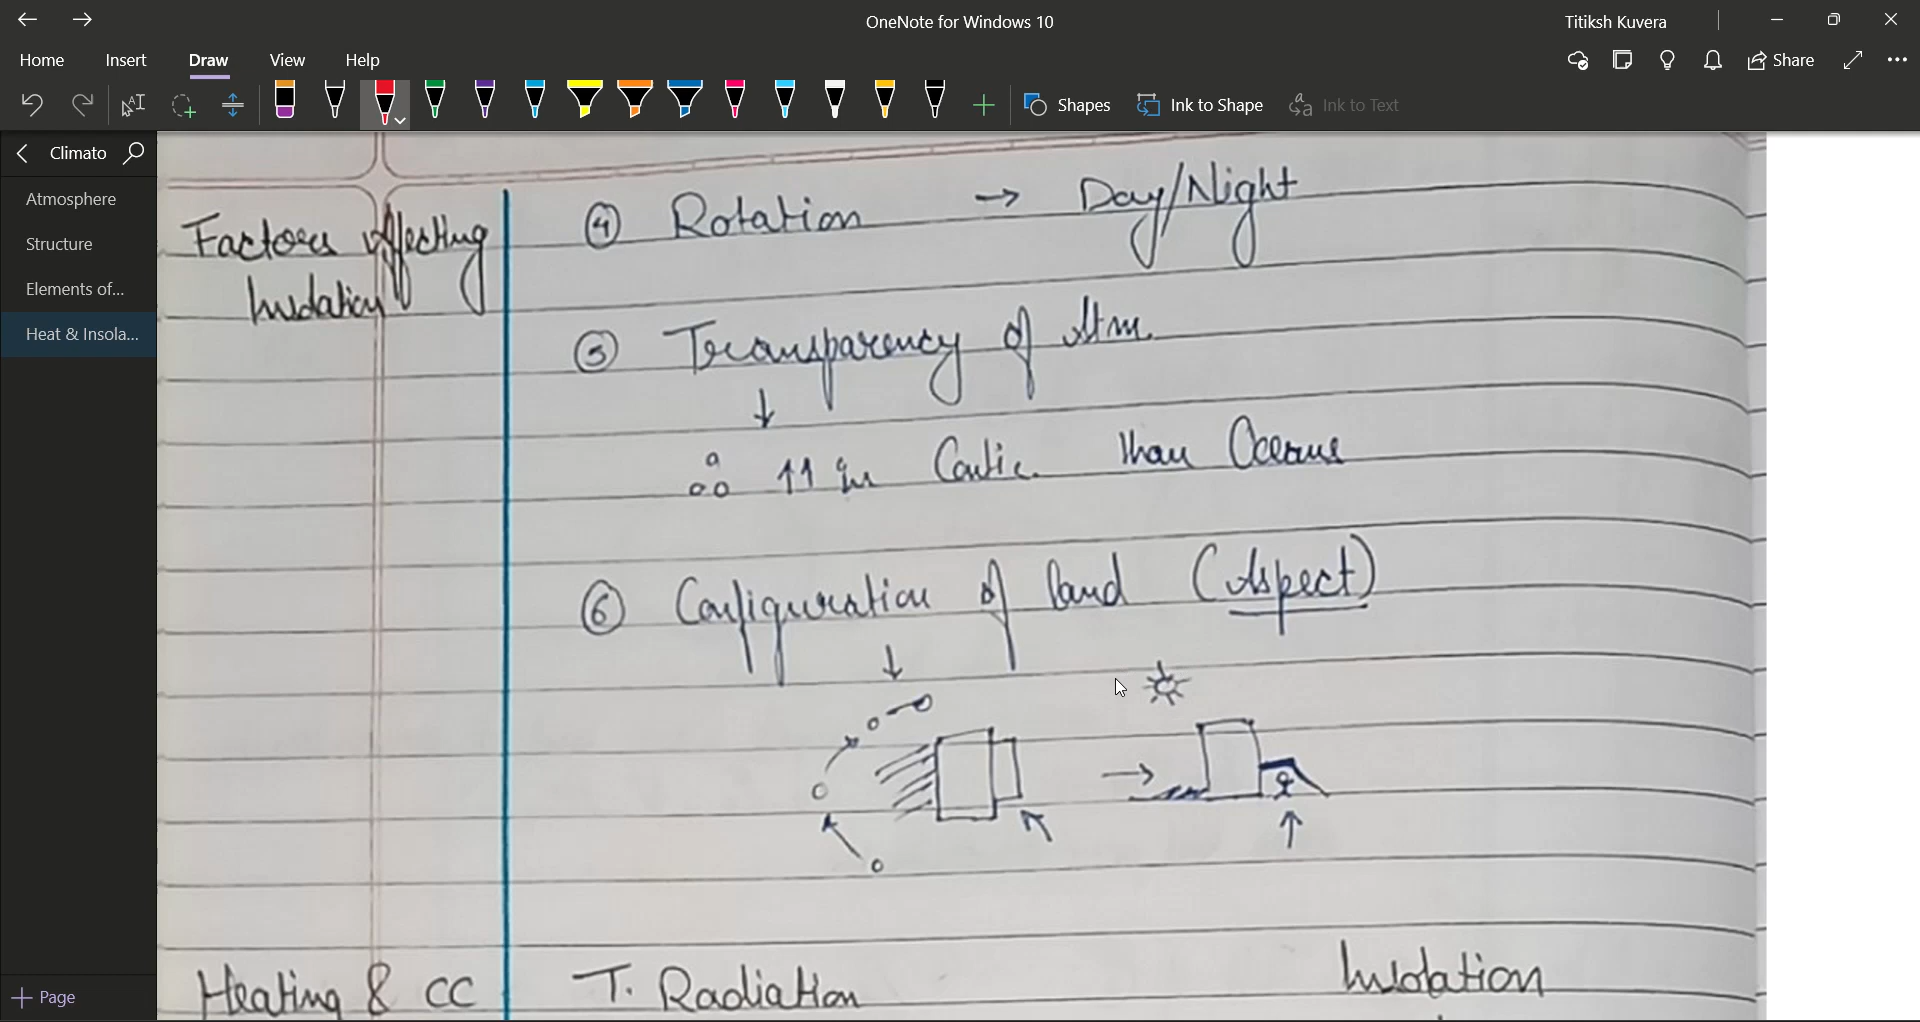 OneNote for Windows 10
Titiksh Kuvera
Home Insert Draw View Help
Share
Shapes Ink to Shape Ink to Text
Climato
Atmosphere
Structure
Elements of...
Heat & Insola...
Page
Factors Affecting
Insolation
④ Rotation → Day/Night
⑤ Transparency of Atm.
↓
∴ ↑↑ in than Oceans
⑥ Configuration of land (Aspect)
↓
Heating & CC T. Radiation Insolation